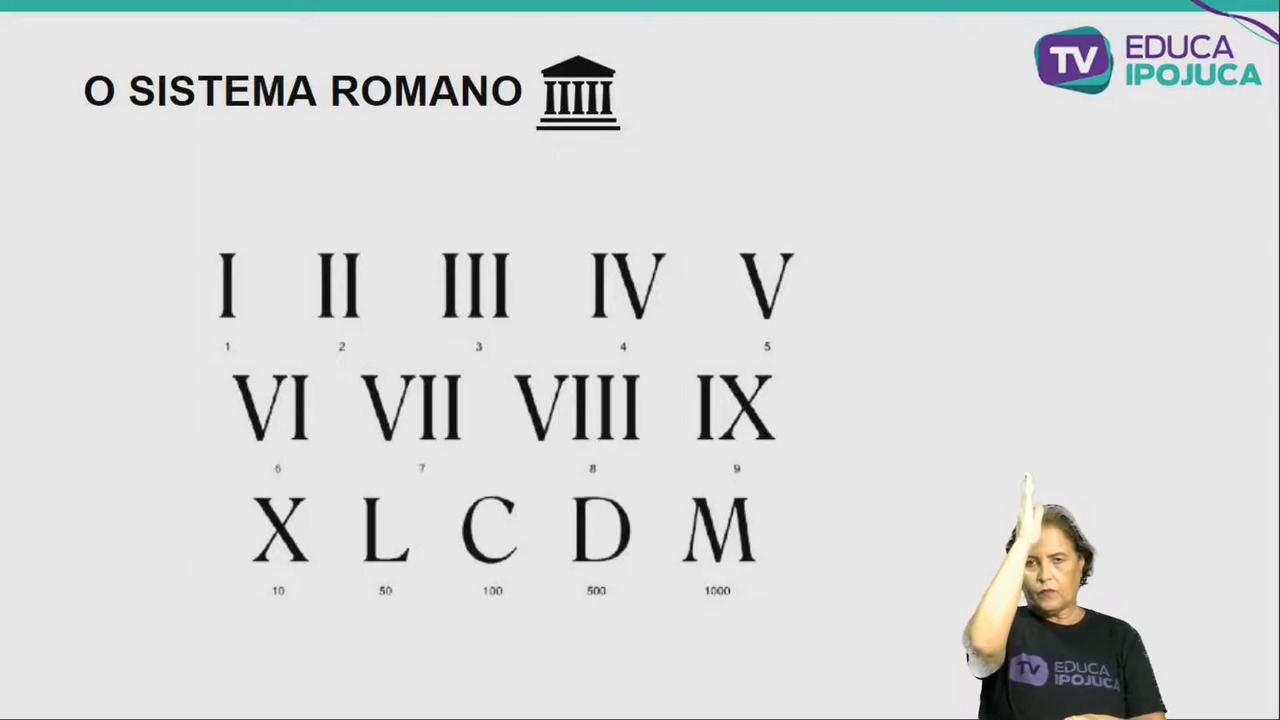 O SISTEMA ROMANO
TV EDUCA
IPOJUCA
I II III IV V
1 2 3 4 5
VI VII VIII IX
6 7 8 9
X L C D M
10 50 100 500 1000
TV EDUCA
IPOJUCA